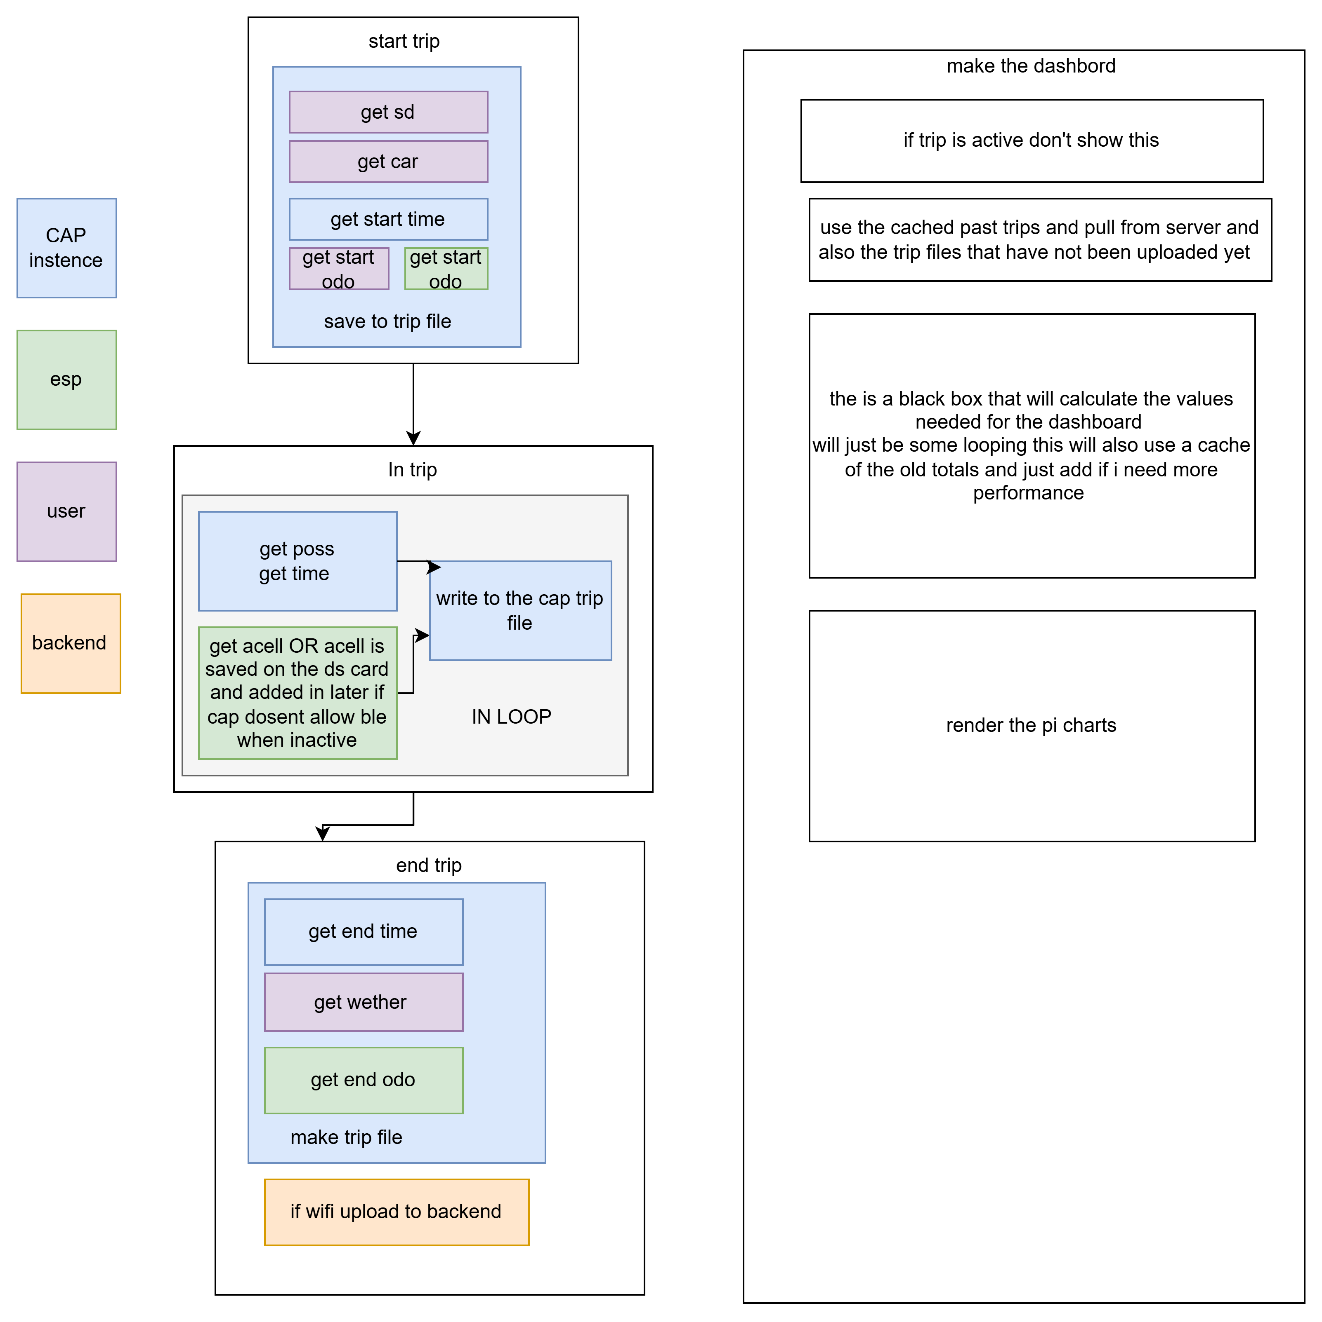 start trip
get sd
get car
get start time
get start
odo
get start
odo
save to trip file
CAP
instence
esp
user
backend
In trip
get poss
get time
write to the cap trip
file
get acell OR acell is
saved on the ds card
and added in later if
cap dosent allow ble
when inactive
IN LOOP
end trip
get end time
get wether
get end odo
make trip file
if wifi upload to backend
make the dashbord
if trip is active don't show this
use the cached past trips and pull from server and
also the trip files that have not been uploaded yet
the is a black box that will calculate the values
needed for the dashboard
will just be some looping this will also use a cache
of the old totals and just add if i need more
performance
render the pi charts